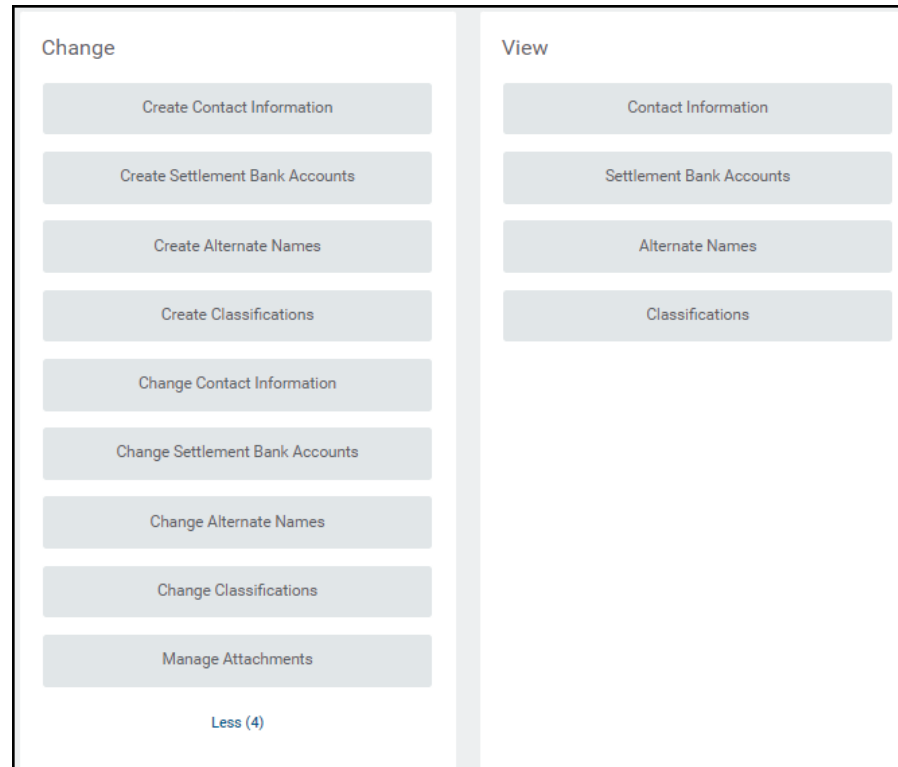 Change
Create Contact Information
Create Settlement Bank Accounts
Create Alternate Names
Create Classifications
Change Contact Information
Change Settlement Bank Accounts
Change Alternate Names
Change Classifications
Manage Attachments
Less (4)
View
Contact Information
Settlement Bank Accounts
Alternate Names
Classifications